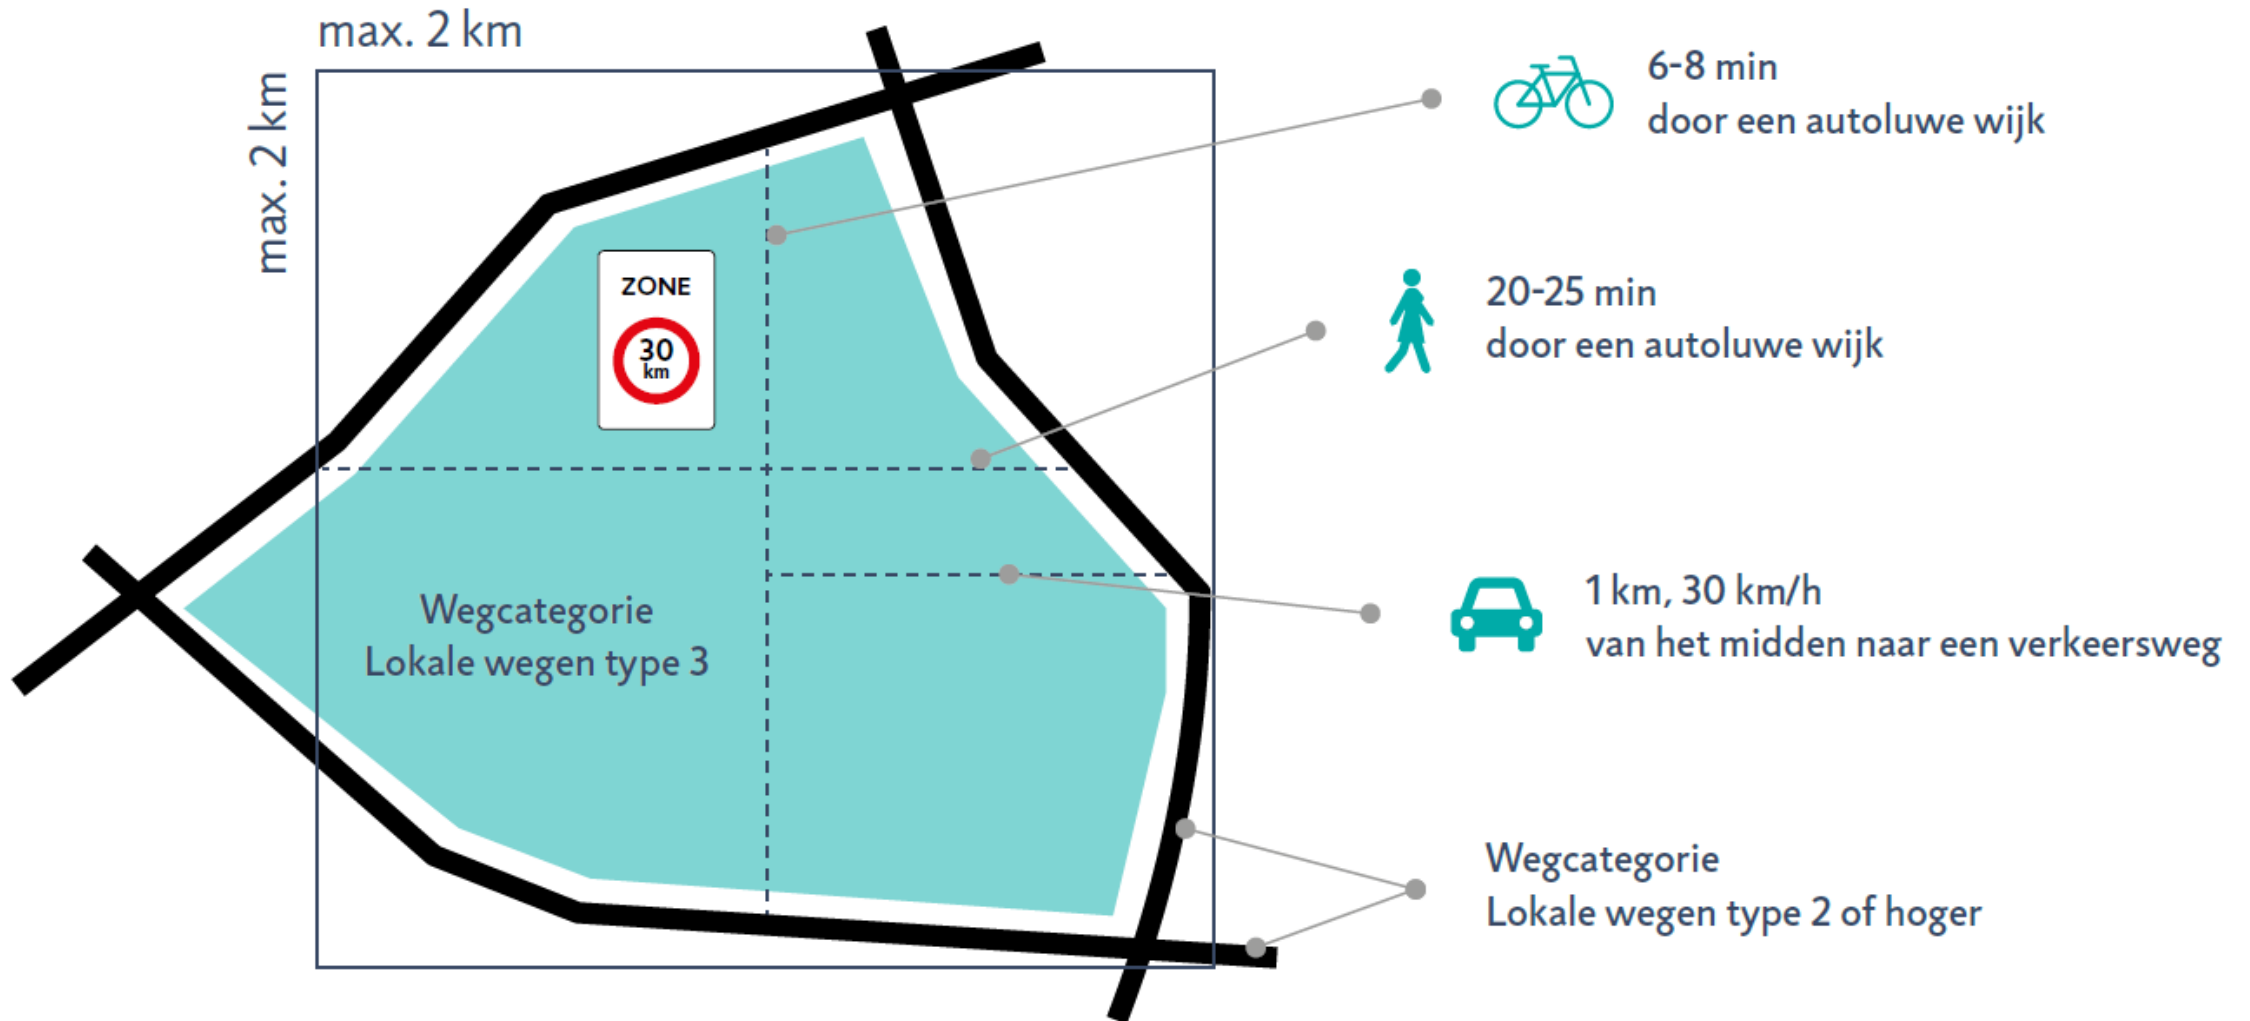 max. 2 km
max. 2 km
6-8 min
door een autoluwe wijk
ZONE
30
km
20-25 min
door een autoluwe wijk
1 km, 30 km/h
van het midden naar een verkeersweg
Wegcategorie
Lokale wegen type 3
Wegcategorie
Lokale wegen type 2 of hoger